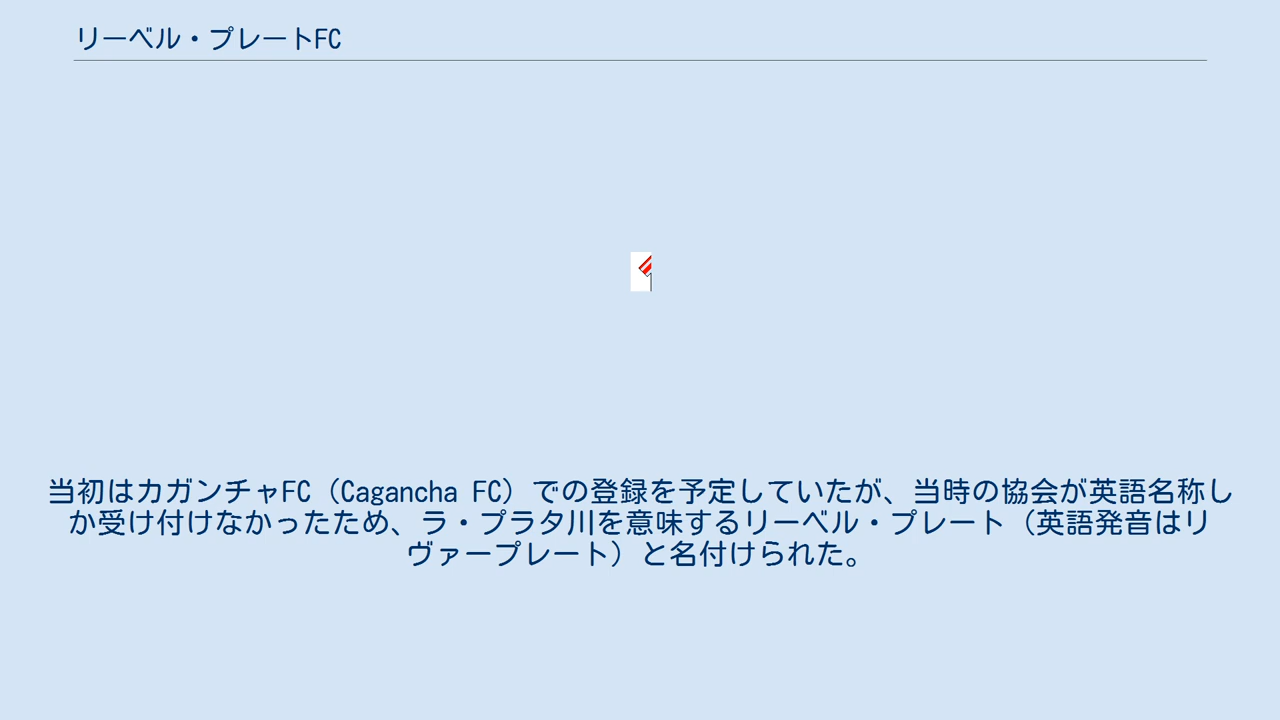 リーベル・プレートFC
当初はカガンチャFC（Cagancha FC）での登録を予定していたが、当時の協会が英語名称し
か受け付けなかったため、ラ・プラタ川を意味するリーベル・プレート（英語発音はリ
ヴァープレート）と名付けられた。